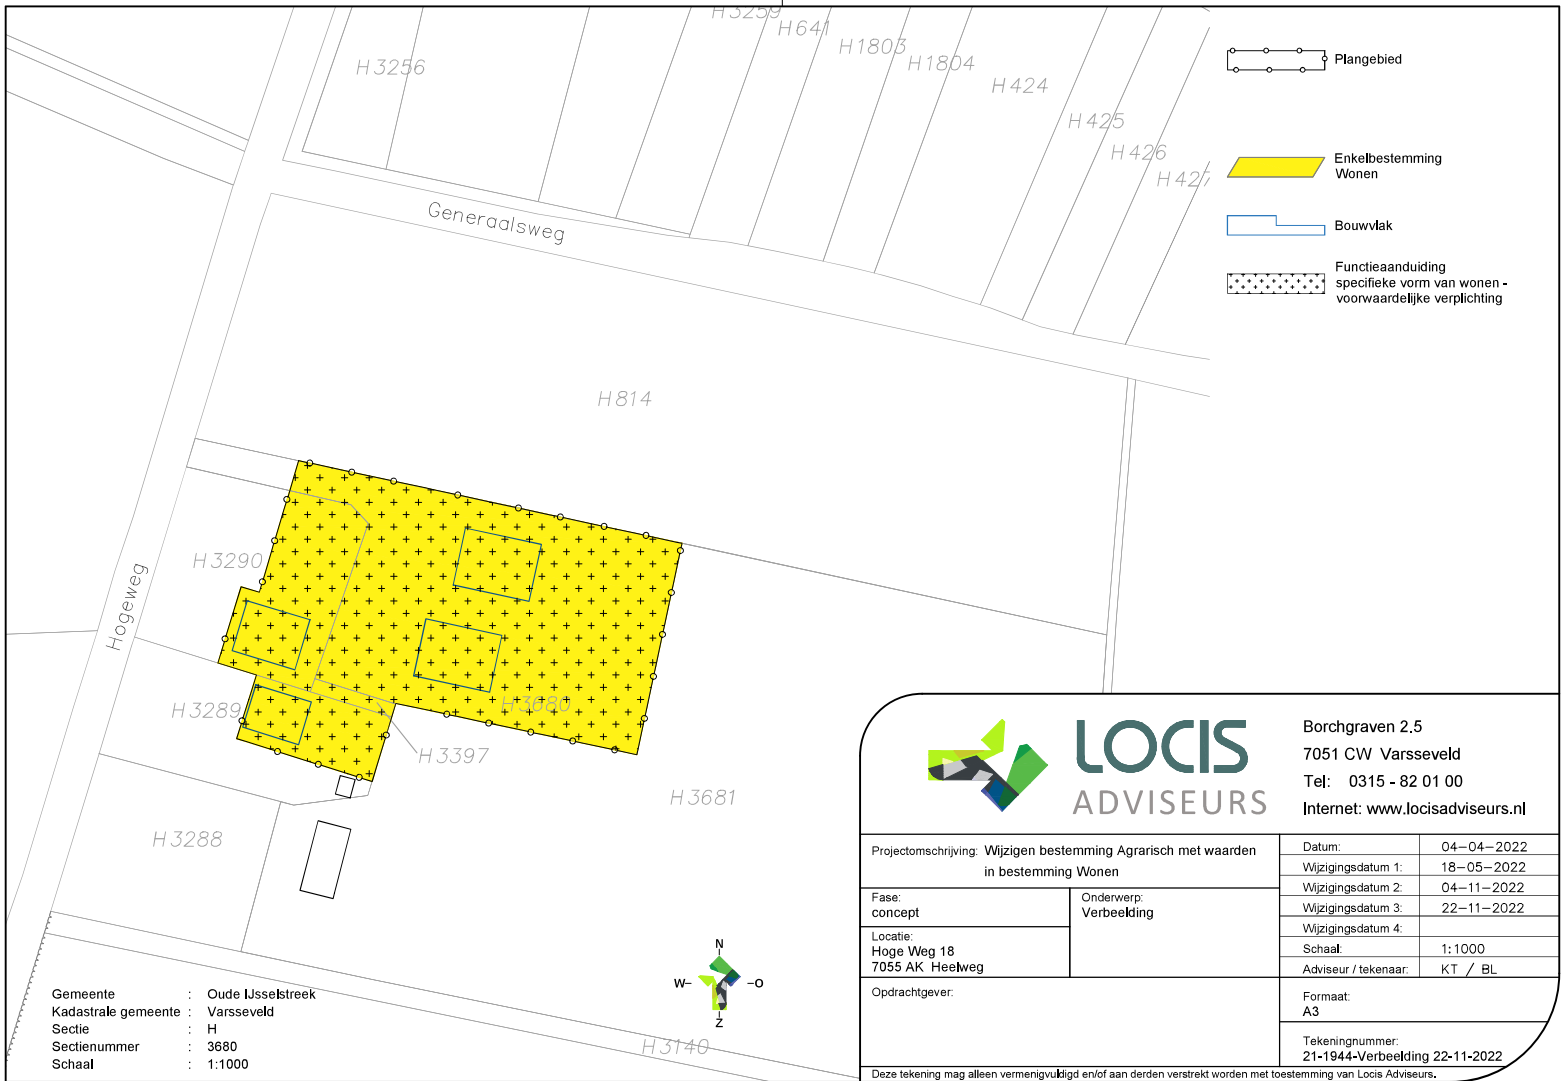 H3259
H641
H1803
H1804
H3256
H424
H425
H426
H427
Generaalsweg
Plangebied
Enkelbestemming
Wonen
Bouwvlak
Functieaanduiding
specifieke vorm van wonen -
voorwaardelijke verplichting
H814
H3290
Hogeweg
H3289
H3680
H3397
H3681
H3288
H3140
N
W
O
Z
Gemeente : Oude IJsselstreek
Kadastrale gemeente : Varsseveld
Sectie : H
Sectienummer : 3680
Schaal : 1:1000
LOCIS
ADVISEURS
Borchgraven 2.5
7051 CW Varsseveld
Tel: 0315 - 82 01 00
Internet: www.locisadviseurs.nl
Projectomschrijving: Wijzigen bestemming Agrarisch met waarden
in bestemming Wonen
Fase:
concept
Onderwerp:
Verbeelding
Locatie:
Hoge Weg 18
7055 AK Heelweg
Opdrachtgever:
Datum: 04-04-2022
Wijzigingsdatum 1: 18-05-2022
Wijzigingsdatum 2: 04-11-2022
Wijzigingsdatum 3: 22-11-2022
Wijzigingsdatum 4:
Schaal: 1:1000
Adviseur / tekenaar: KT / BL
Formaat:
A3
Tekeningnummer:
21-1944-Verbeelding 22-11-2022
Deze tekening mag alleen vermenigvuldigd en/of aan derden verstrekt worden met toestemming van Locis Adviseurs.